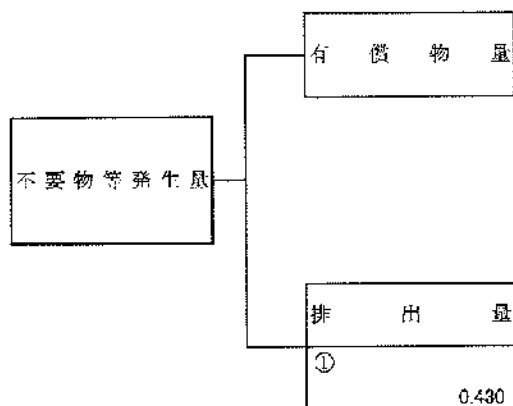 有償物量
不要物等発生量
排出量
①
0.430